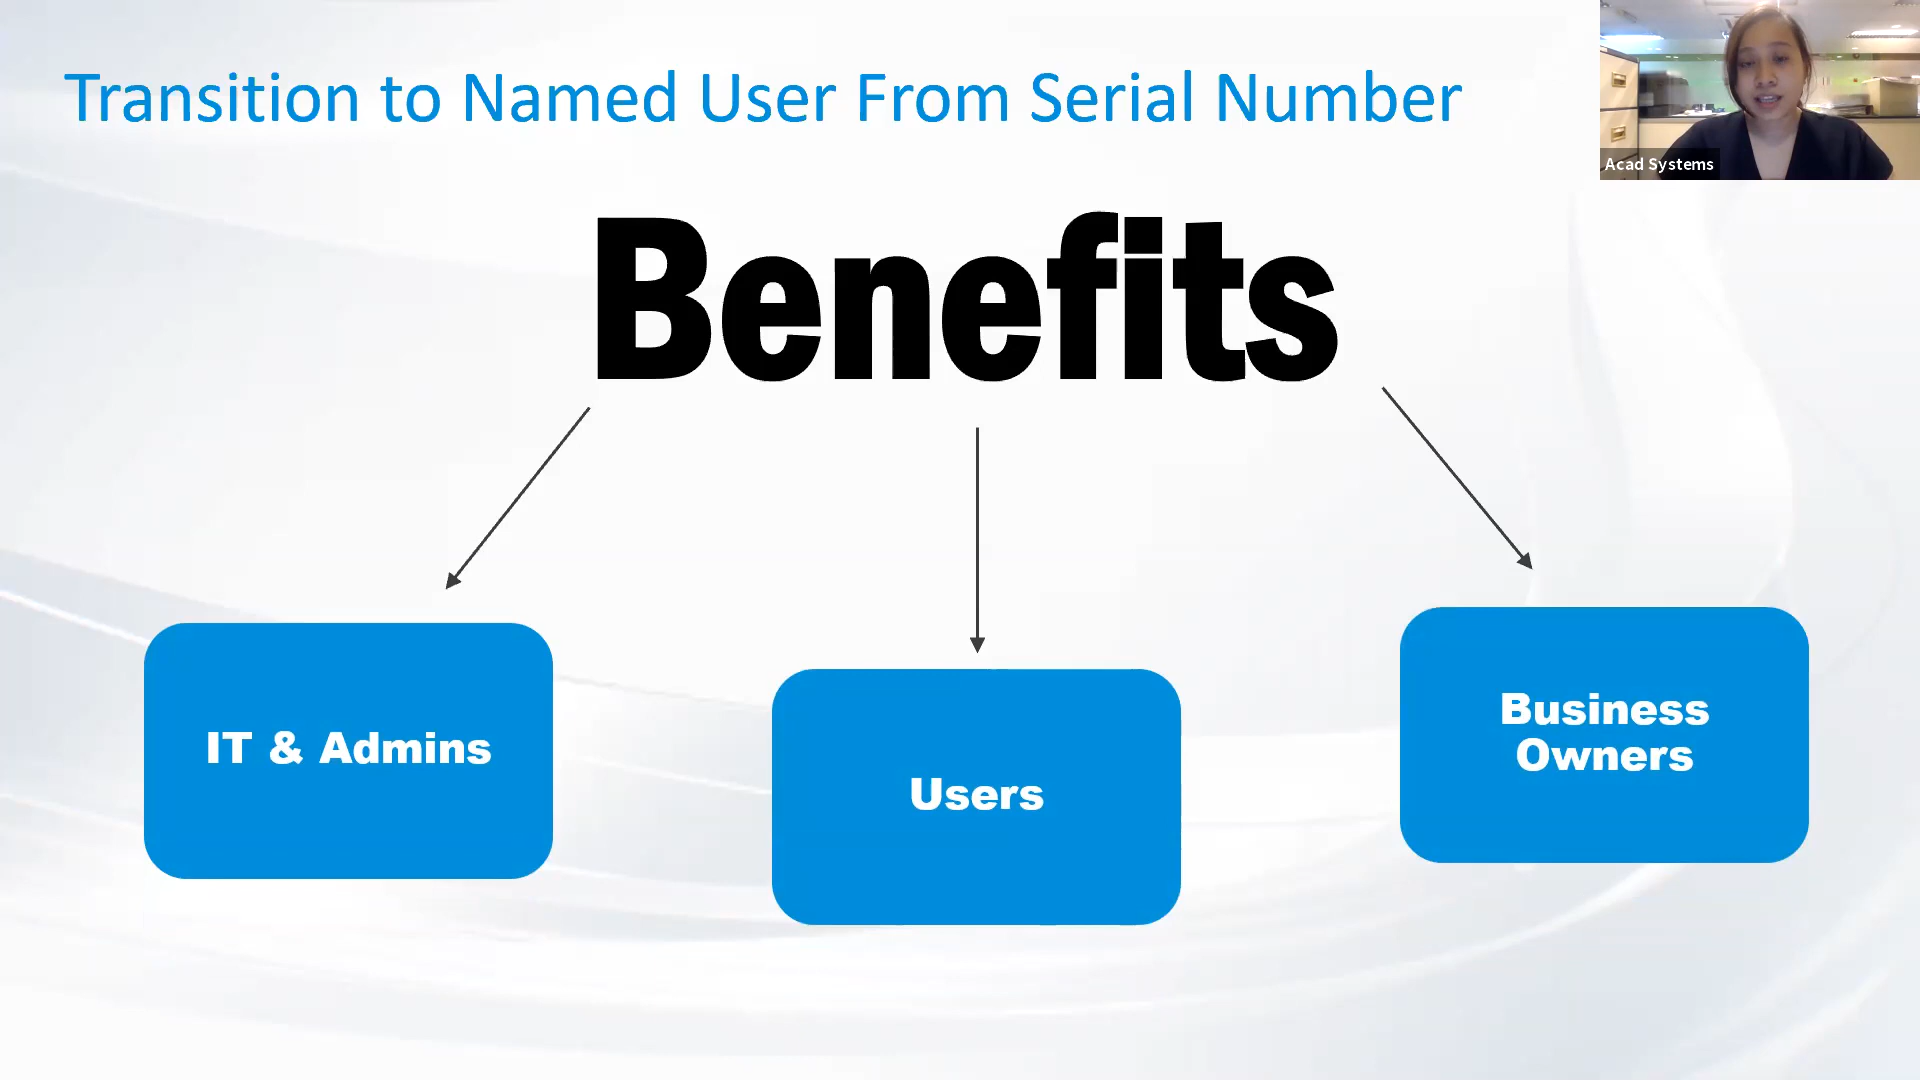 Transition to Named User From Serial Number
Acad Systems
Benefits
IT & Admins
Users
Business
Owners